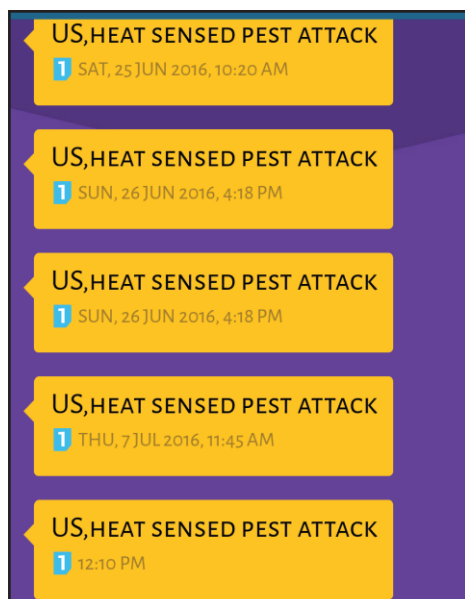 US,HEAT SENSED PEST ATTACK
1 SAT, 25 JUN 2016, 10:20 AM
US,HEAT SENSED PEST ATTACK
1 SUN, 26 JUN 2016, 4:18 PM
US,HEAT SENSED PEST ATTACK
1 SUN, 26 JUN 2016, 4:18 PM
US,HEAT SENSED PEST ATTACK
1 THU, 7 JUL 2016, 11:45 AM
US,HEAT SENSED PEST ATTACK
1 12:10 PM